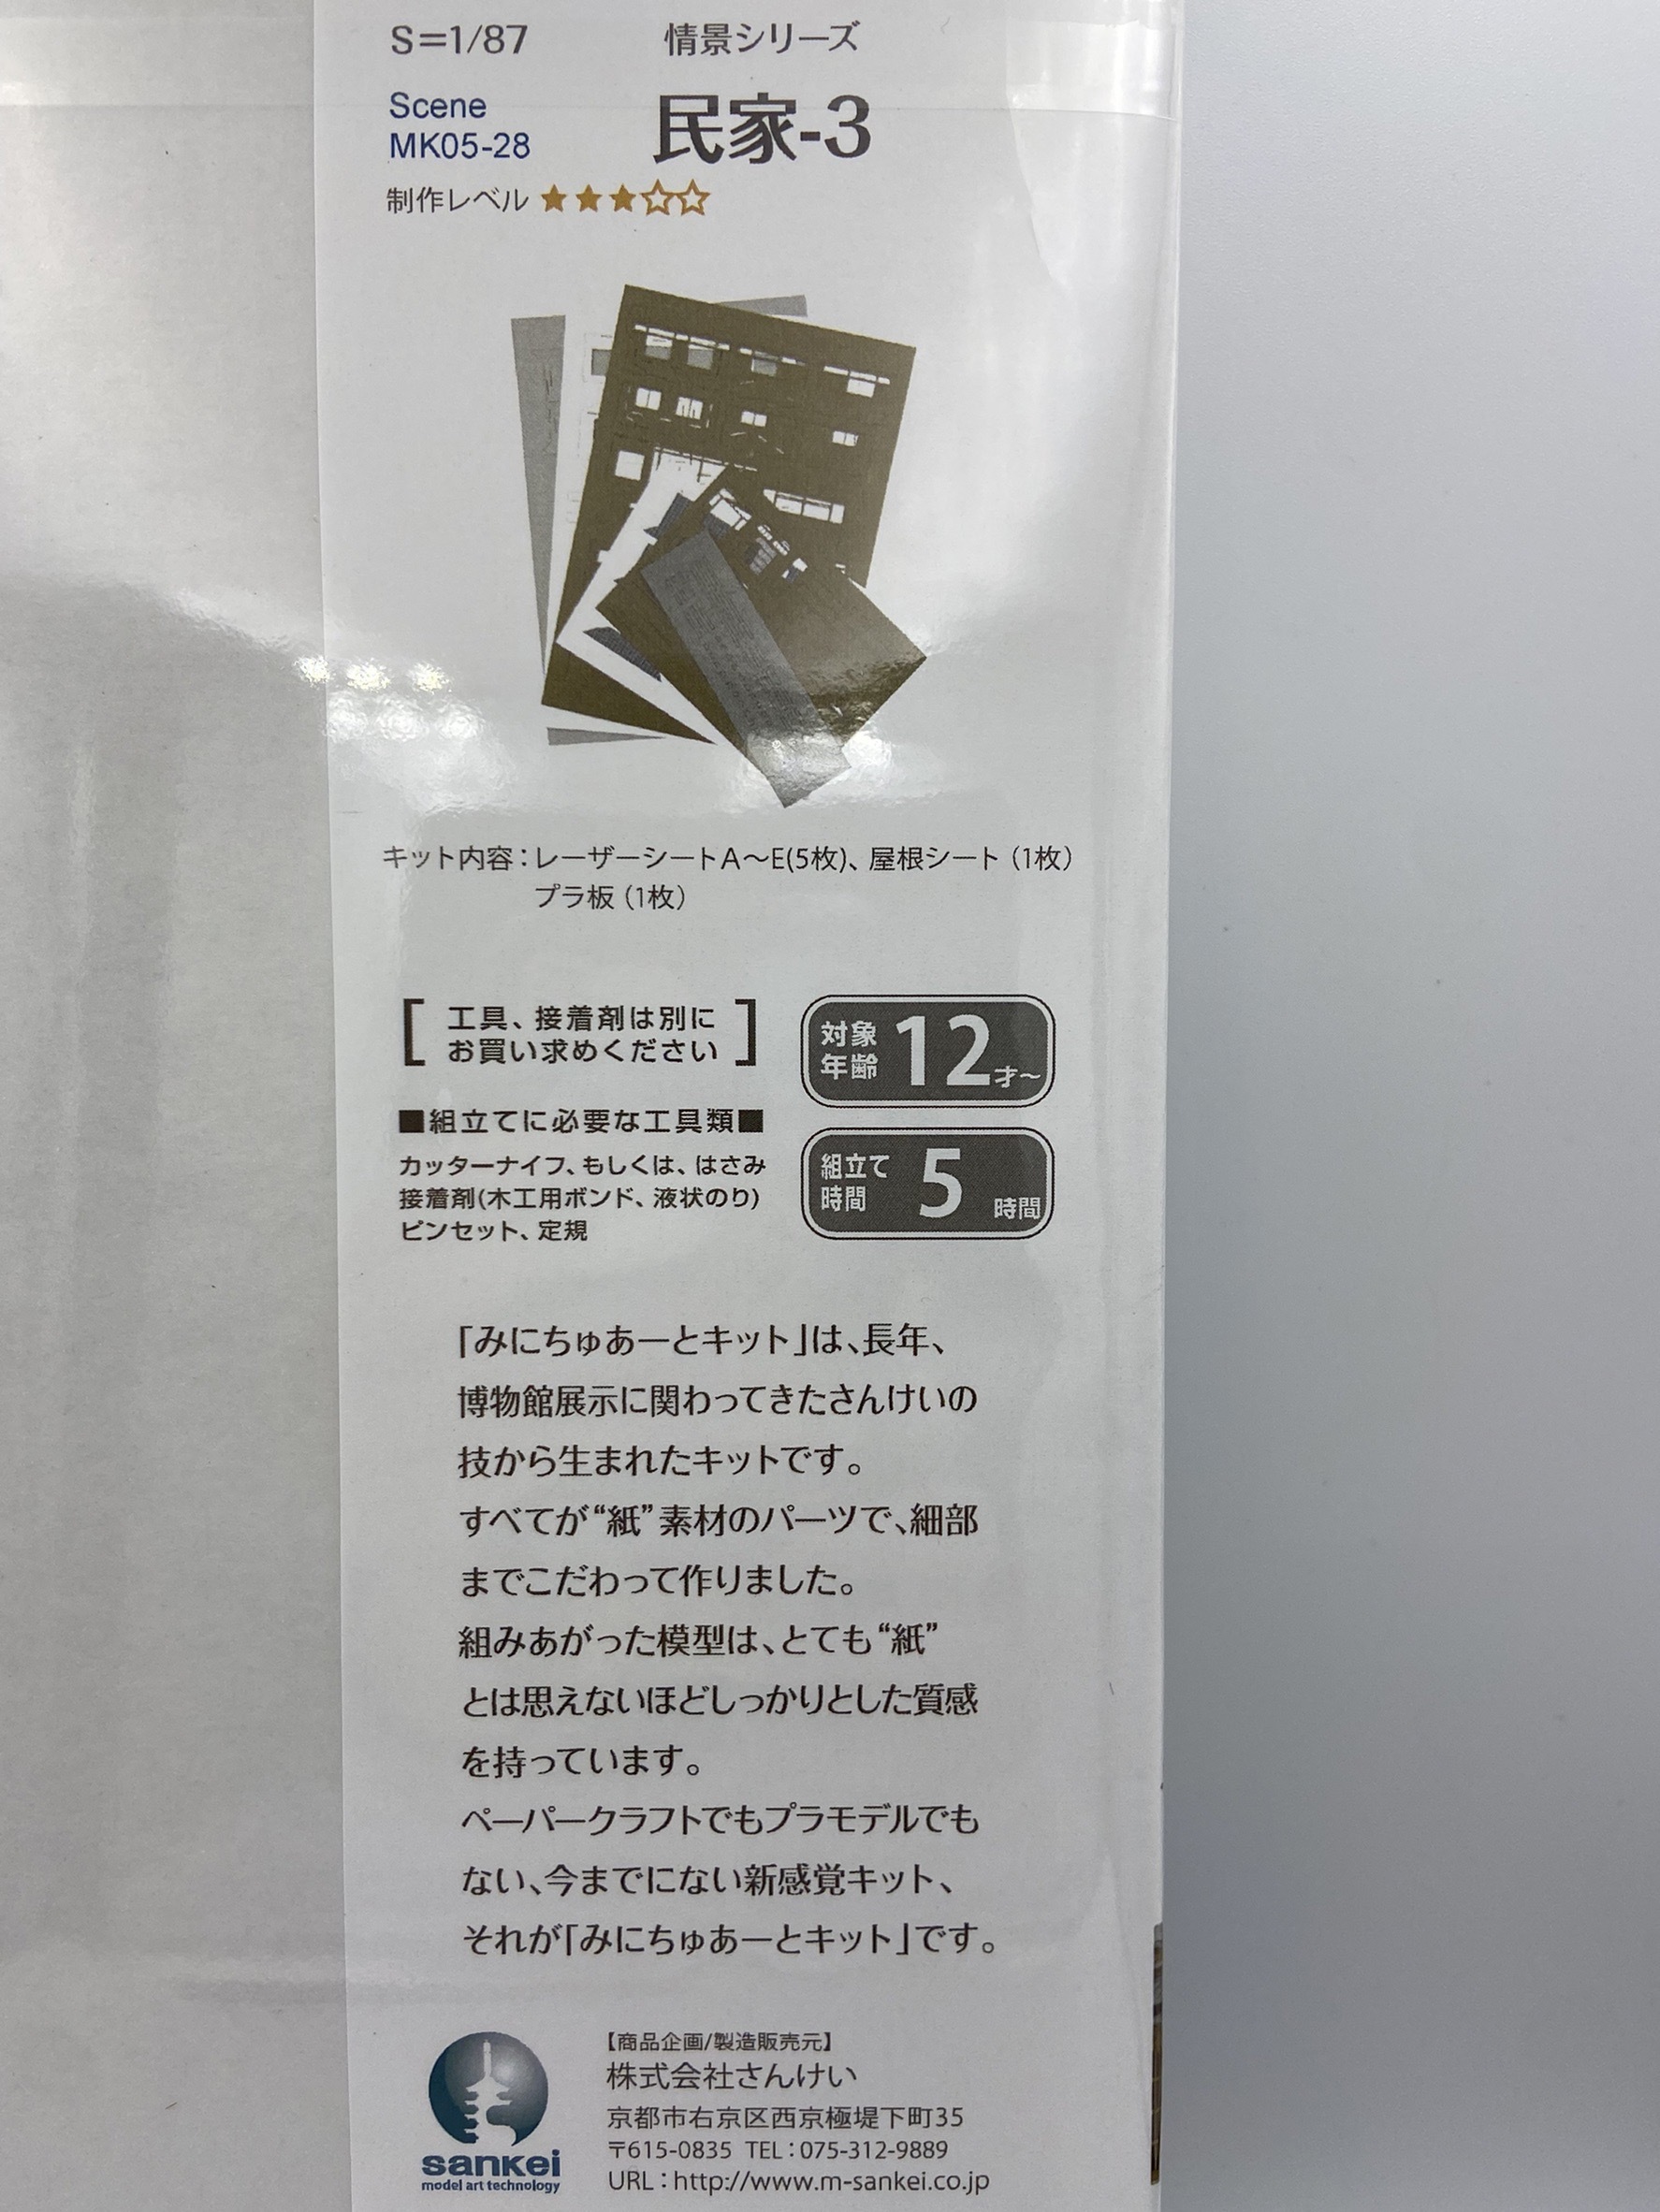 S=1/87 情景シリーズ
Scene
MK05-28
民家-3
制作レベル ★★★☆☆
キット内容：レーザーシートA～E(5枚)、屋根シート（1枚）
プラ板（1枚）
[ 工具、接着剤は別に
お買い求めください ]
■組立てに必要な工具類■
カッターナイフ、もしくは、はさみ
接着剤(木工用ボンド、液状のり)
ピンセット、定規
対象
年齢 12才～
組立て
時間 5 時間
「みにちゅあーとキット」は、長年、
博物館展示に関わってきたさんけいの
技から生まれたキットです。
すべてが“紙”素材のパーツで、細部
までこだわって作りました。
組みあがった模型は、とても“紙”
とは思えないほどしっかりとした質感
を持っています。
ペーパークラフトでもプラモデルでも
ない、今までにない新感覚キット、
それが「みにちゅあーとキット」です。
sankei
model art technology
【商品企画/製造販売元】
株式会社さんけい
京都市右京区西京極堤下町35
〒615-0835 TEL：075-312-9889
URL：http://www.m-sankei.co.jp